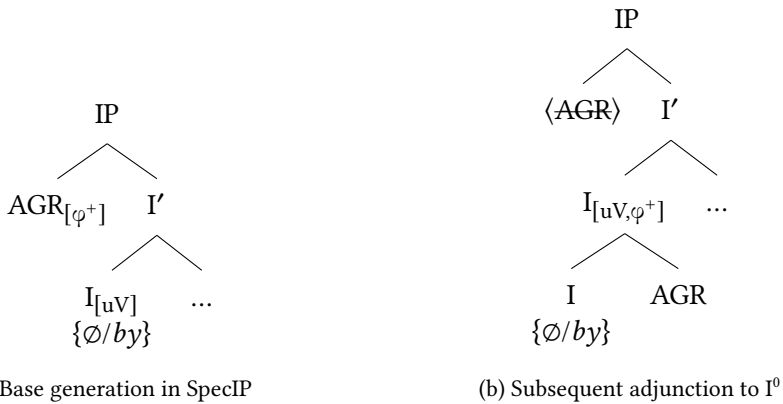 IP
AGR[φ⁺] I′
I[uV] ...
{∅/by}
Base generation in SpecIP
IP
⟨AGR⟩ I′
I[uV,φ⁺] ...
I AGR
{∅/by}
(b) Subsequent adjunction to I⁰